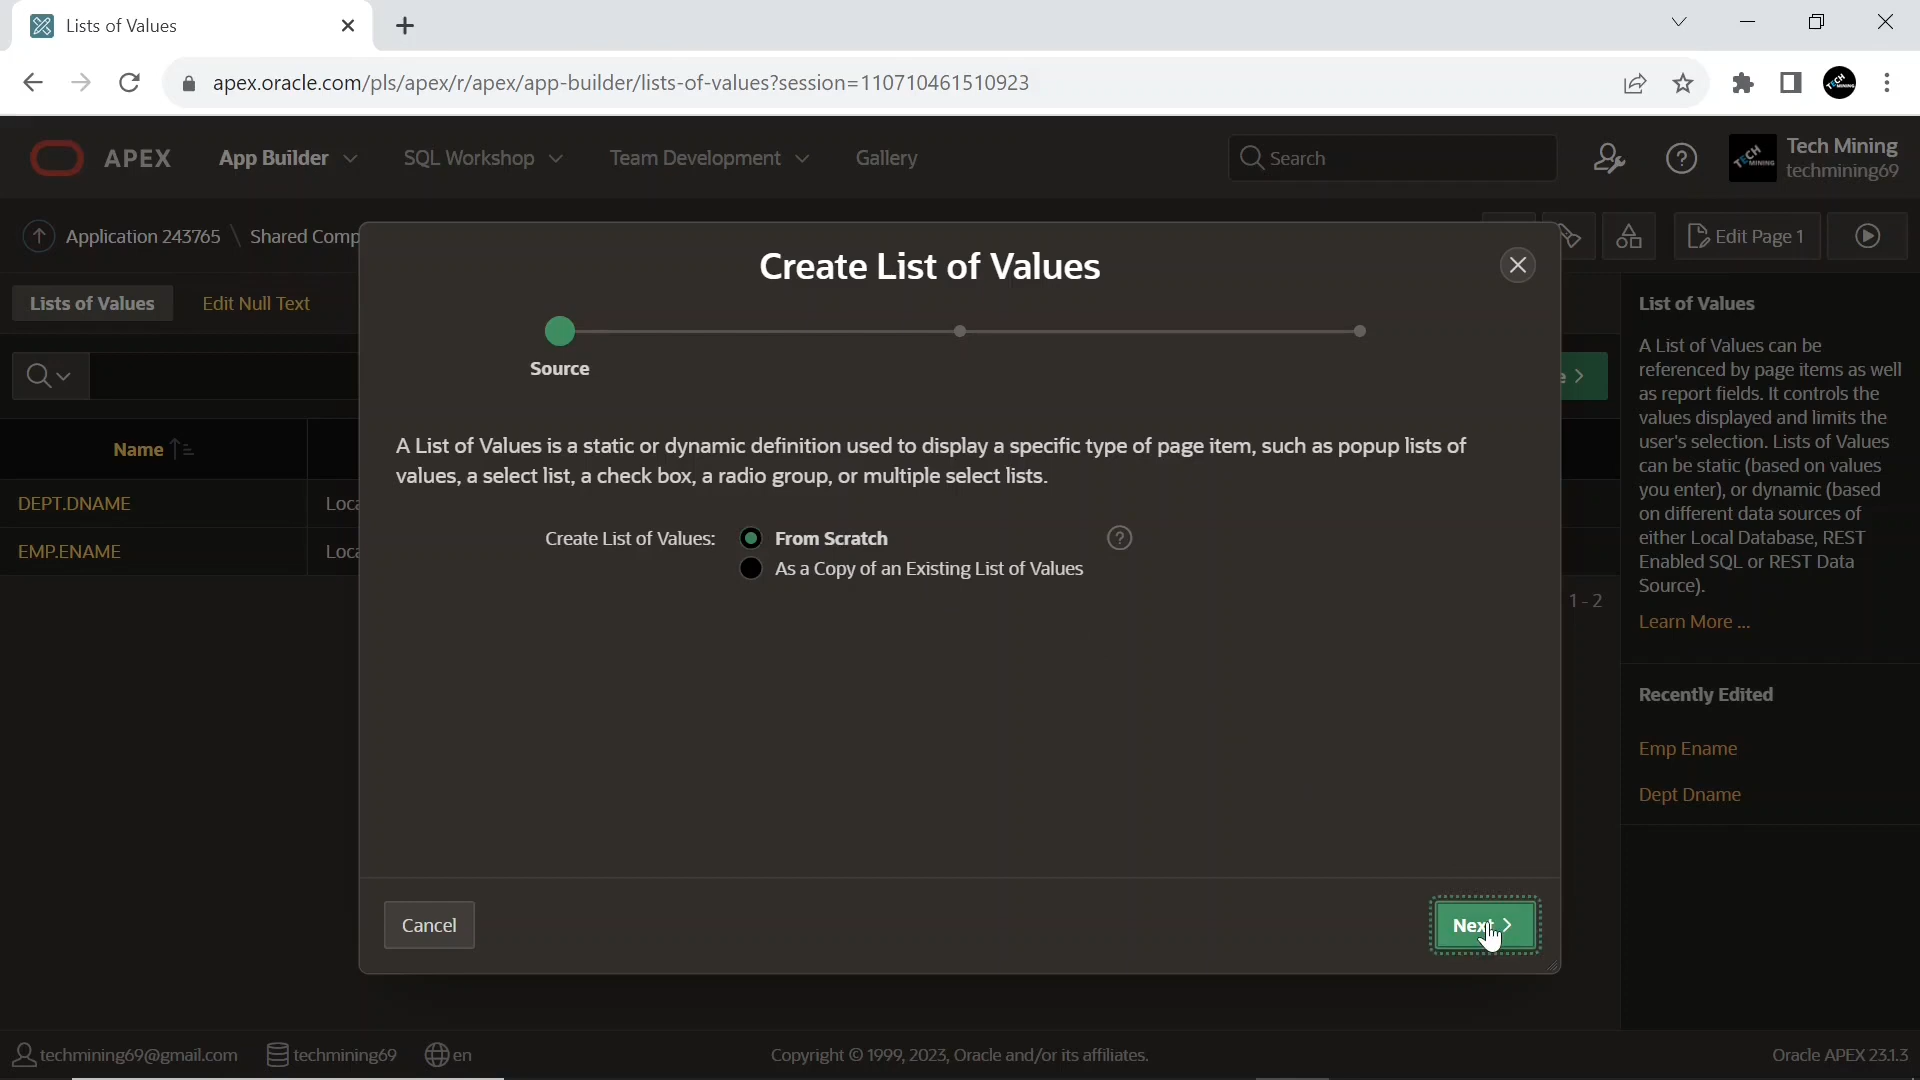 Lists of Values
apex.oracle.com/pls/apex/r/apex/app-builder/lists-of-values?session=110710461510923
APEX
App Builder
SQL Workshop
Team Development
Gallery
Search
Tech Mining
techmining69
Application 243765 \ Shared Comp
Edit Page 1
Create List of Values
Lists of Values
Edit Null Text
List of Values
Source
A List of Values can be
referenced by page items as well
as report fields. It controls the
values displayed and limits the
user's selection. Lists of Values
can be static (based on values
you enter), or dynamic (based
on different data sources of
either Local Database, REST
Enabled SQL or REST Data
Source).
Learn More ...
Name
DEPT.DNAME
Loca
EMP.ENAME
Loca
A List of Values is a static or dynamic definition used to display a specific type of page item, such as popup lists of
values, a select list, a check box, a radio group, or multiple select lists.
Create List of Values:
From Scratch
As a Copy of an Existing List of Values
1 - 2
Recently Edited
Emp Ename
Dept Dname
Cancel
Next
techmining69@gmail.com
techmining69
en
Copyright © 1999, 2023, Oracle and/or its affiliates.
Oracle APEX 23.1.3